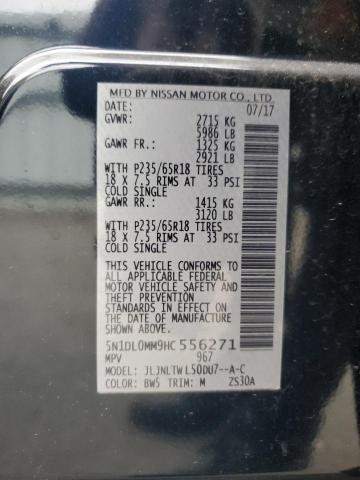 MFD BY NISSAN MOTOR CO., LTD.
DATE: 07/17
GVWR: 2715 KG
5986 LB
GAWR FR.: 1325 KG
2921 LB
WITH P235/65R18 TIRES
18 X 7.5 RIMS AT 33 PSI
COLD SINGLE
GAWR RR.: 1415 KG
3120 LB
WITH P235/65R18 TIRES
18 X 7.5 RIMS AT 33 PSI
COLD SINGLE
THIS VEHICLE CONFORMS TO
ALL APPLICABLE FEDERAL
MOTOR VEHICLE SAFETY
STANDARDS IN EFFECT ON THE
DATE OF MANUFACTURE SHOWN
ABOVE.
5N1DL0MM9HC556271
MPV 967
MODEL: JLJNLTWL50DU7--A-C
COLOR: BW5 TRIM: M ZS30A